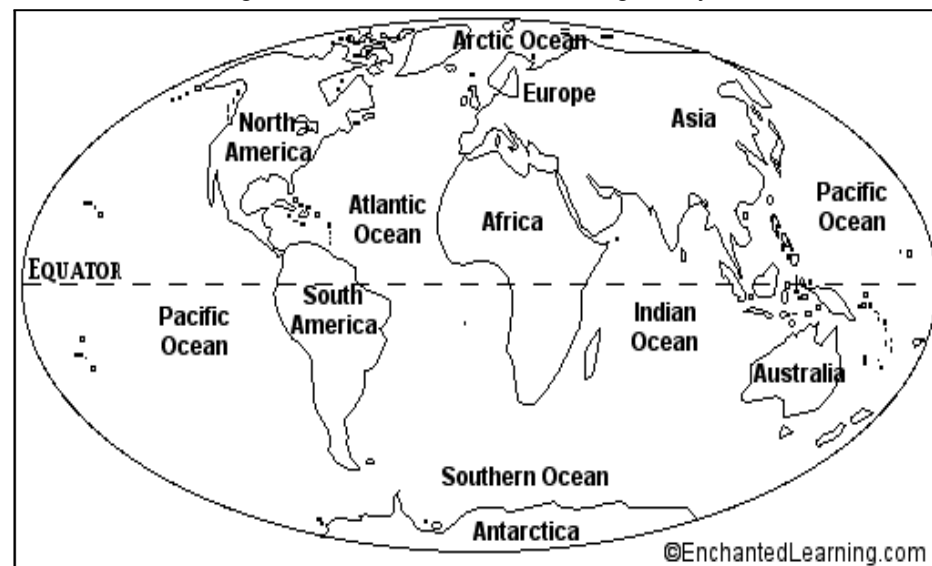 Arctic Ocean
Europe
Asia
North
America
Pacific
Ocean
Atlantic
Ocean
Africa
EQUATOR
South
America
Pacific
Ocean
Indian
Ocean
Australia
Southern Ocean
Antarctica
©EnchantedLearning.com